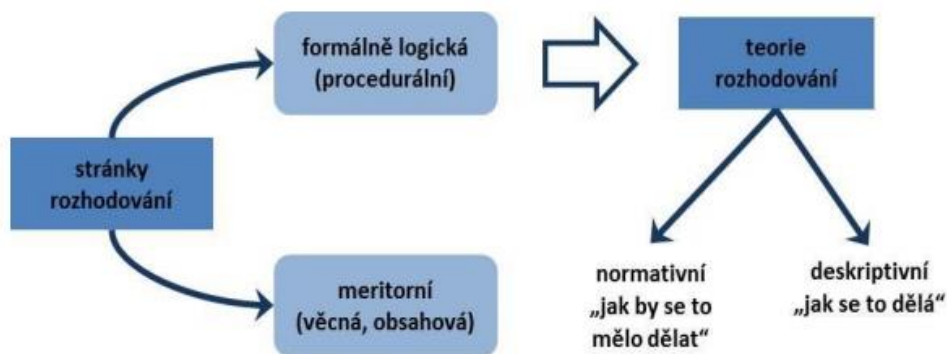 formálně logická
(procedurální)
teorie
rozhodování
stránky
rozhodování
meritorní
(věcná, obsahová)
normativní
„jak by se to
mělo dělat“
deskriptivní
„jak se to dělá“